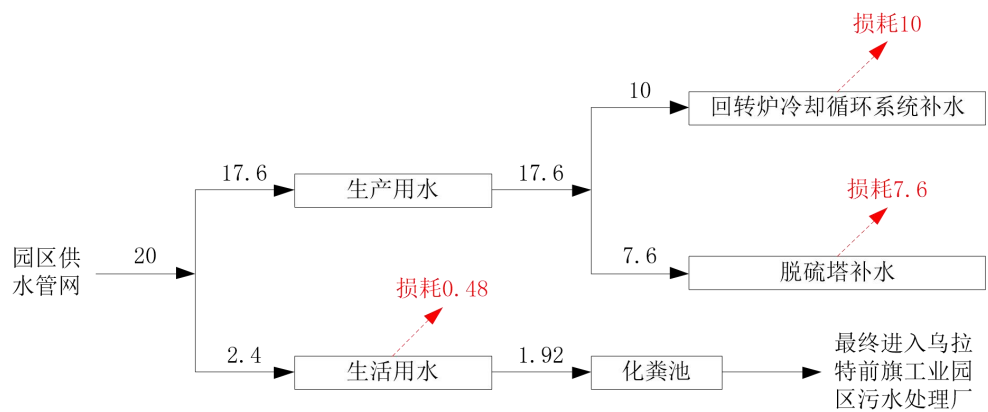 损耗10
10
回转炉冷却循环系统补水
17.6
生产用水
17.6
损耗7.6
园区供
水管网
20
7.6
脱硫塔补水
损耗0.48
2.4
生活用水
1.92
化粪池
最终进入乌拉
特前旗工业园
区污水处理厂